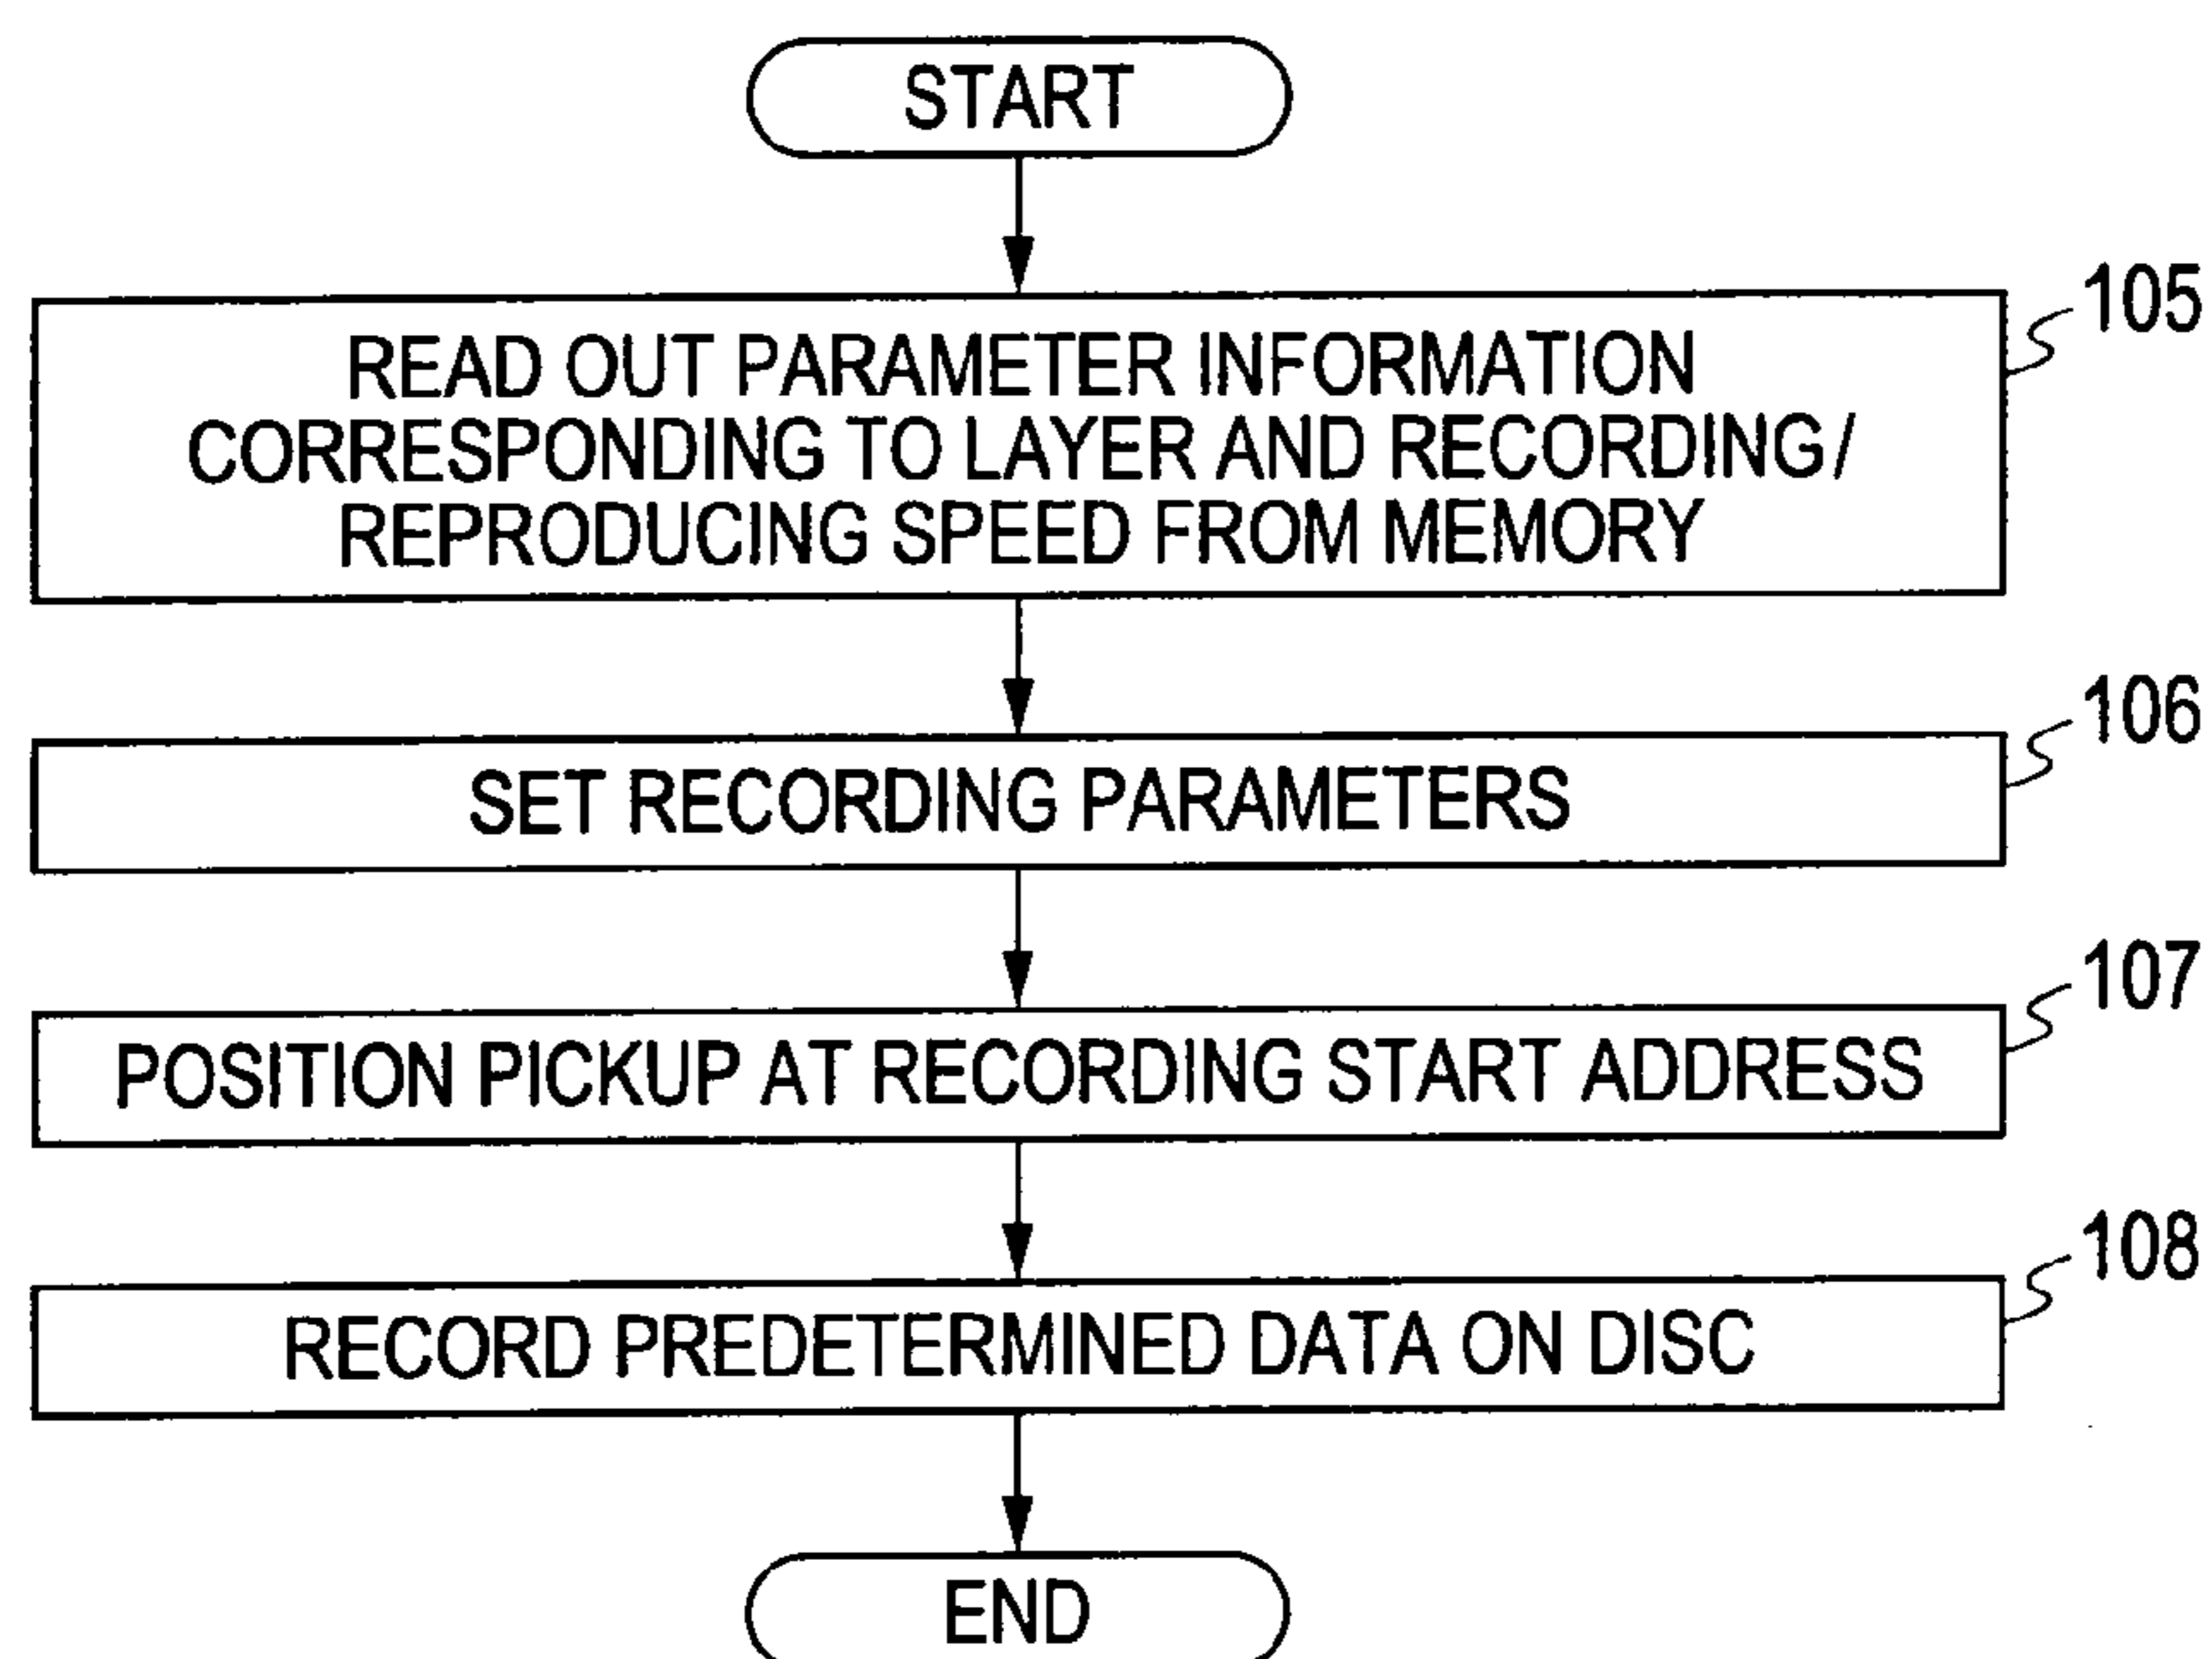 START
105
READ OUT PARAMETER INFORMATION
CORRESPONDING TO LAYER AND RECORDING/
REPRODUCING SPEED FROM MEMORY
106
SET RECORDING PARAMETERS
107
POSITION PICKUP AT RECORDING START ADDRESS
108
RECORD PREDETERMINED DATA ON DISC
END